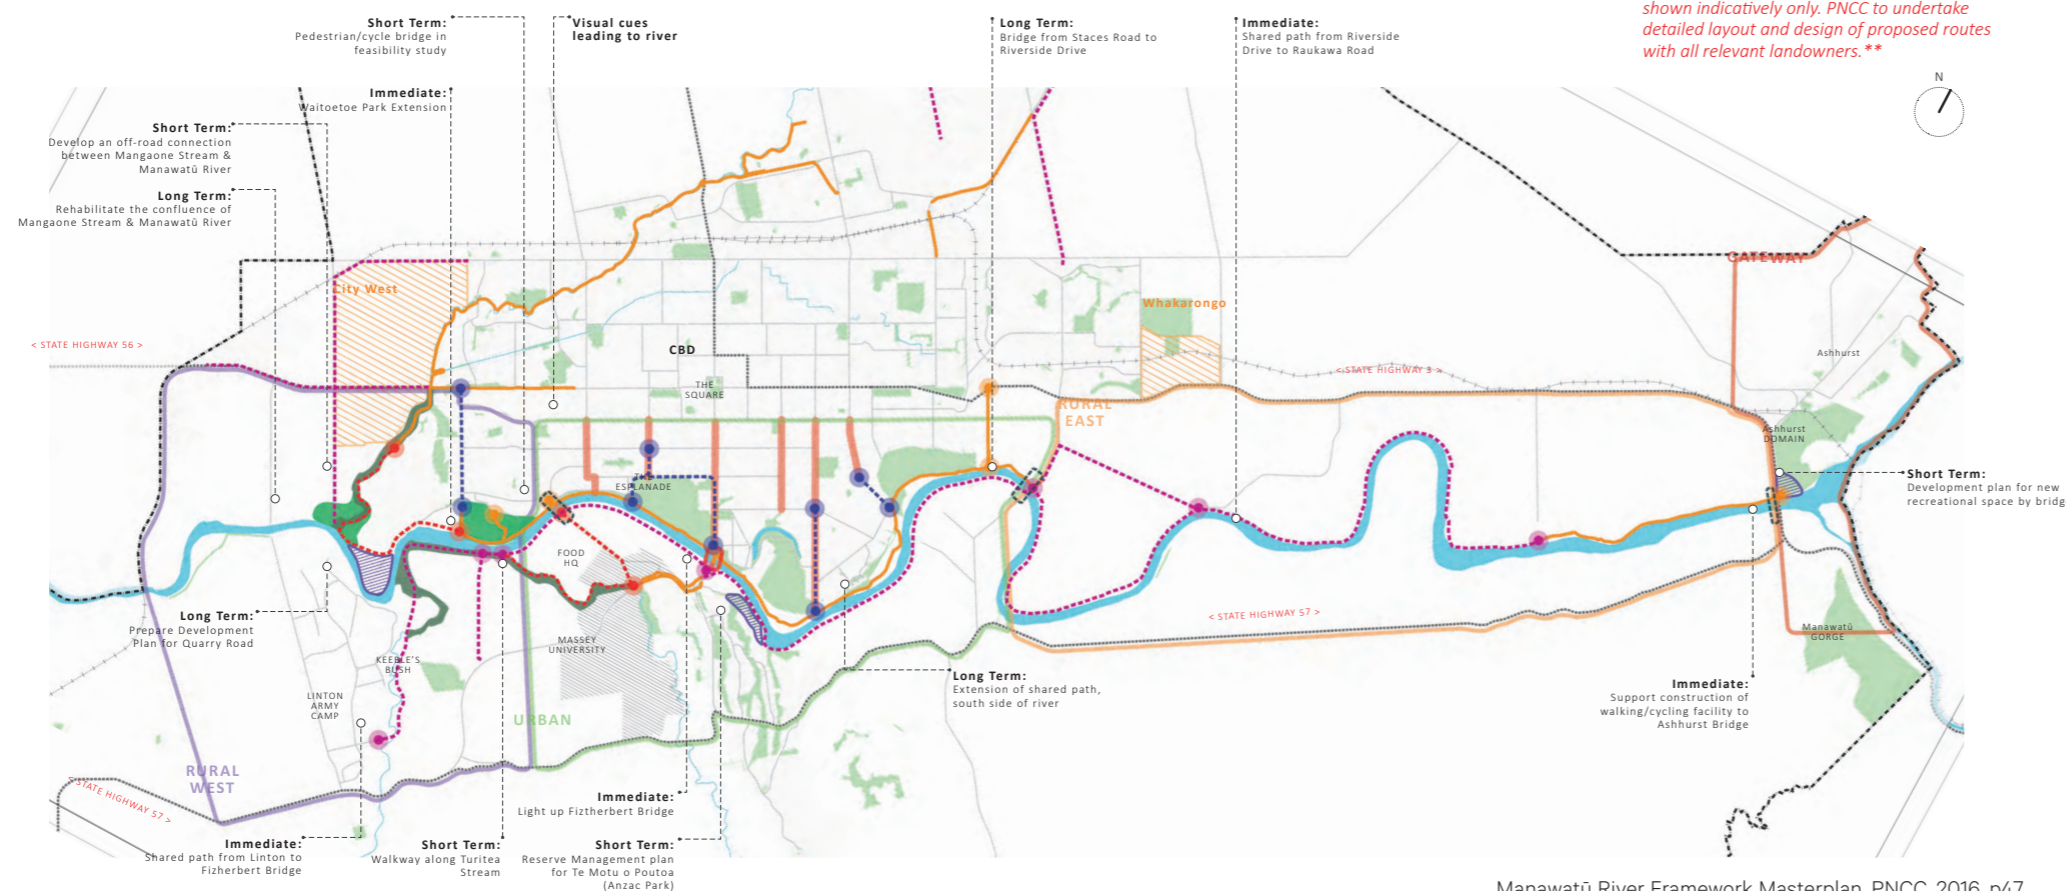 Short Term:
Pedestrian/cycle bridge in
feasibility study
Visual cues
leading to river
Long Term:
Bridge from Staces Road to
Riverside Drive
Immediate:
Shared path from Riverside
Drive to Raukawa Road
shown indicatively only. PNCC to undertake
detailed layout and design of proposed routes
with all relevant landowners.**
N
Immediate:
Waitoetoe Park Extension
Short Term:
Develop an off-road connection
between Mangaone Stream &
Manawatū River
Long Term:
Rehabilitate the confluence of
Mangaone Stream & Manawatū River
GATEWAY
City West
Whakarongo
< STATE HIGHWAY 56 >
CBD
THE
SQUARE
< STATE HIGHWAY 3 >
Ashhurst
RURAL
EAST
Ashhurst
DOMAIN
THE
ESPLANADE
Short Term:
Development plan for new
recreational space by bridg
FOOD
HQ
Long Term:
Prepare Development
Plan for Quarry Road
MASSEY
UNIVERSITY
KEEBLE'S
BUSH
< STATE HIGHWAY 57 >
Manawatū
GORGE
LINTON
ARMY
CAMP
Long Term:
Extension of shared path,
south side of river
Immediate:
Support construction of
walking/cycling facility to
Ashhurst Bridge
URBAN
RURAL
WEST
< STATE HIGHWAY 57 >
Immediate:
Light up Fiztherbert Bridge
Immediate:
Shared path from Linton to
Fizherbert Bridge
Short Term:
Walkway along Turitea
Stream
Short Term:
Reserve Management plan
for Te Motu o Poutoa
(Anzac Park)
Manawatū River Framework Masterplan, PNCC, 2016, p47